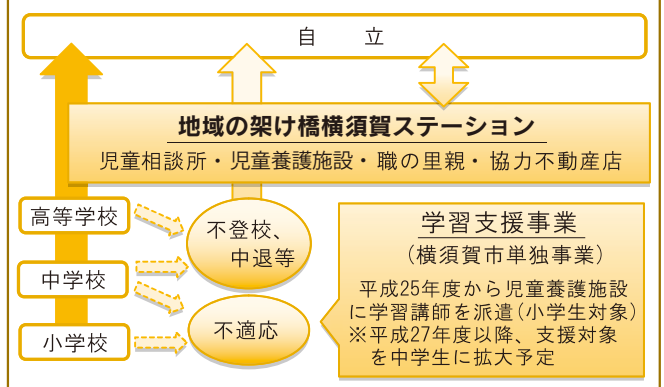 自 立
地域の架け橋横須賀ステーション
児童相談所・児童養護施設・職の里親・協力不動産店
高等学校
中学校
小学校
不登校、
中退等
不適応
学習支援事業
(横須賀市単独事業)
平成25年度から児童養護施設
に学習講師を派遣(小学生対象)
※平成27年度以降、支援対象
を中学生に拡大予定